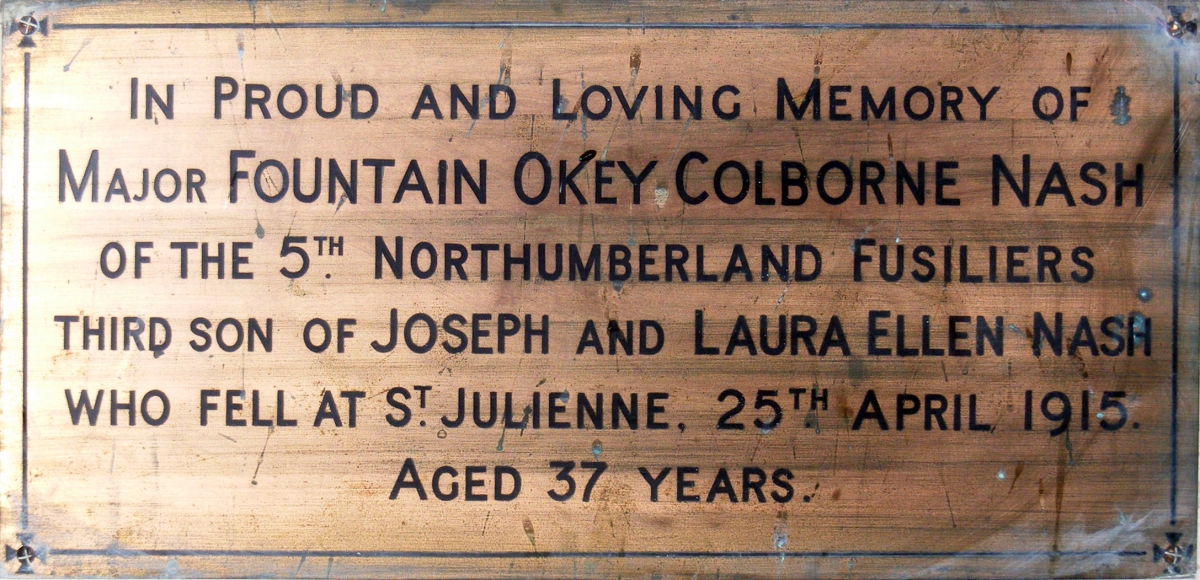 In Proud and Loving Memory of
Major Fountain Okey Colborne Nash
of the 5th. Northumberland Fusiliers
third son of Joseph and Laura Ellen Nash
who fell at St. Julienne, 25th. April 1915.
Aged 37 years.